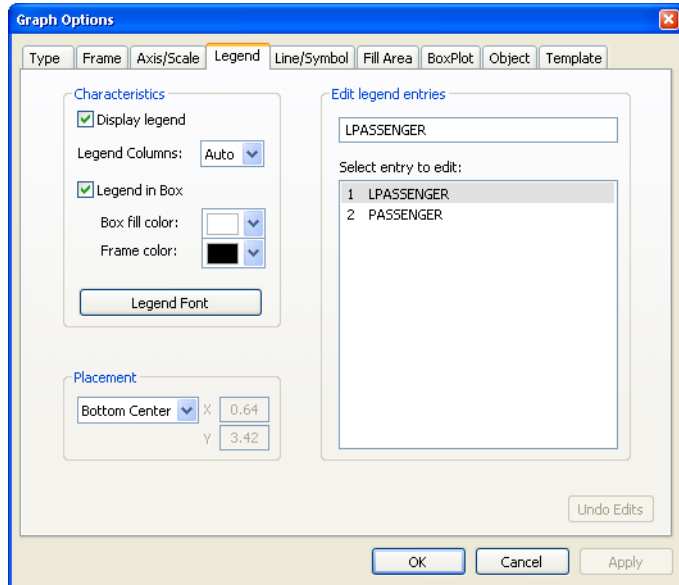 Graph Options
Type Frame Axis/Scale Legend Line/Symbol Fill Area BoxPlot Object Template
Characteristics
Display legend
Legend Columns: Auto
Legend in Box
Box fill color:
Frame color:
Legend Font
Placement
Bottom Center X 0.64
Y 3.42
Edit legend entries
LPASSENGER
Select entry to edit:
1 LPASSENGER
2 PASSENGER
Undo Edits
OK Cancel Apply